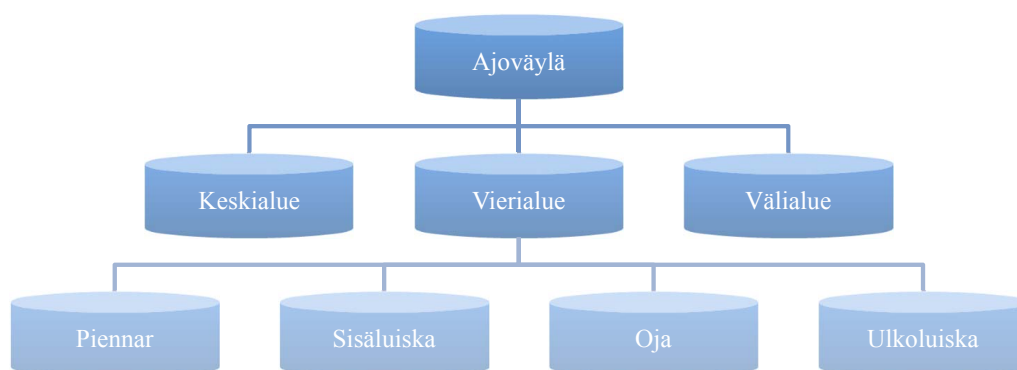 Ajoväylä
Keskialue
Vierialue
Välialue
Piennar
Sisäluiska
Oja
Ulkoluiska